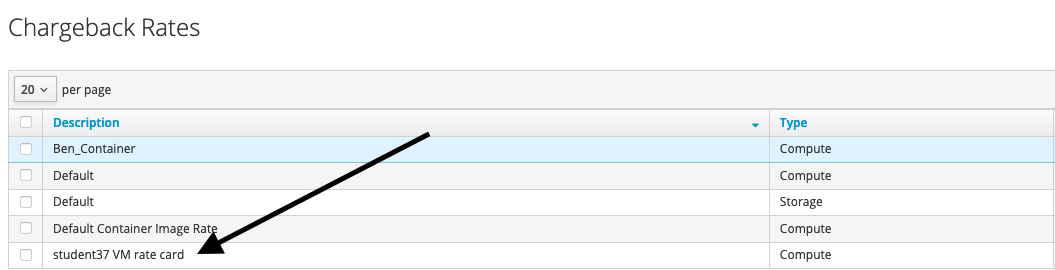 Chargeback Rates
20 per page
Description Type
Ben_Container Compute
Default Compute
Default Storage
Default Container Image Rate Compute
student37 VM rate card Compute